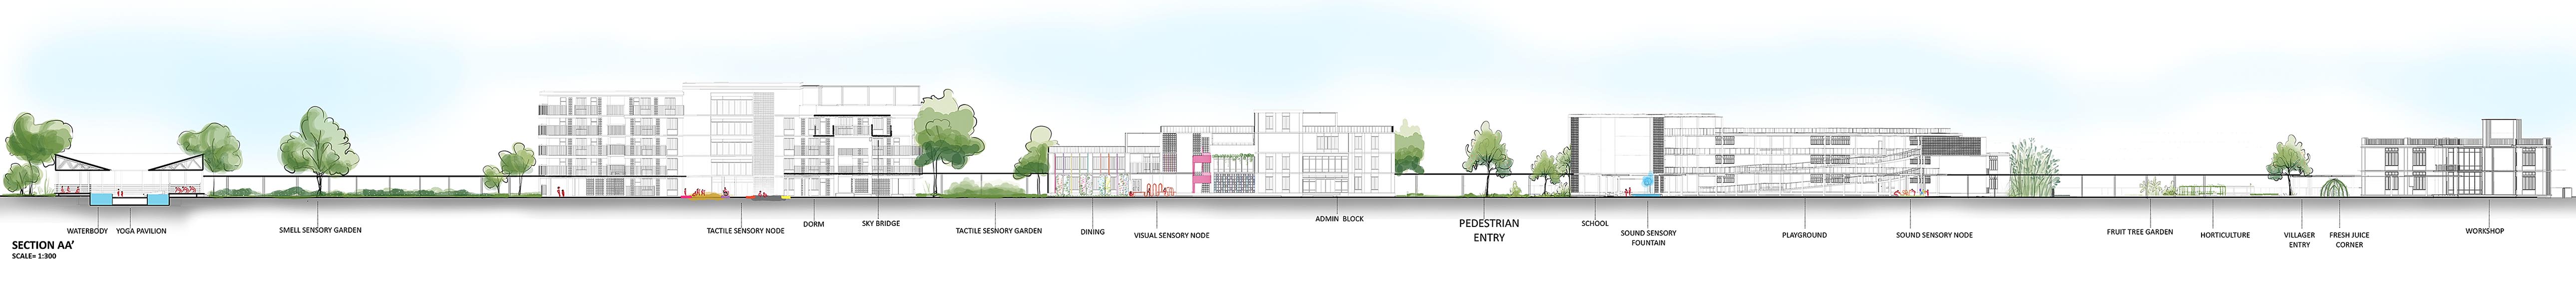 WATERBODY
YOGA PAVILION
SMELL SENSORY GARDEN
TACTILE SENSORY NODE
DORM
SKY BRIDGE
TACTILE SESNORY GARDEN
DINING
VISUAL SENSORY NODE
ADMIN BLOCK
PEDESTRIAN
ENTRY
SCHOOL
SOUND SENSORY
FOUNTAIN
PLAYGROUND
SOUND SENSORY NODE
FRUIT TREE GARDEN
HORTICULTURE
VILLAGER
ENTRY
FRESH JUICE
CORNER
WORKSHOP
SECTION AA'
SCALE= 1:300